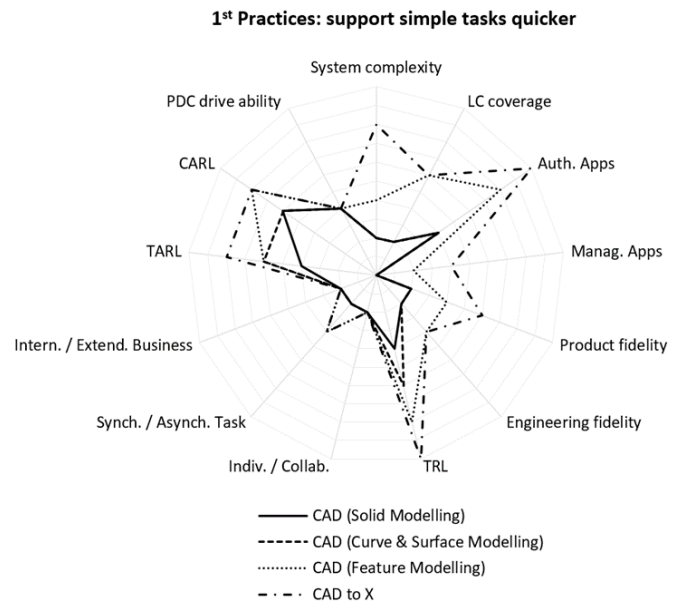 1st Practices: support simple tasks quicker
System complexity
PDC drive ability
LC coverage
CARL
Auth. Apps
TARL
Manag. Apps
Intern. / Extend. Business
Product fidelity
Synch. / Asynch. Task
Engineering fidelity
Indiv. / Collab.
TRL
CAD (Solid Modelling)
CAD (Curve & Surface Modelling)
CAD (Feature Modelling)
CAD to X